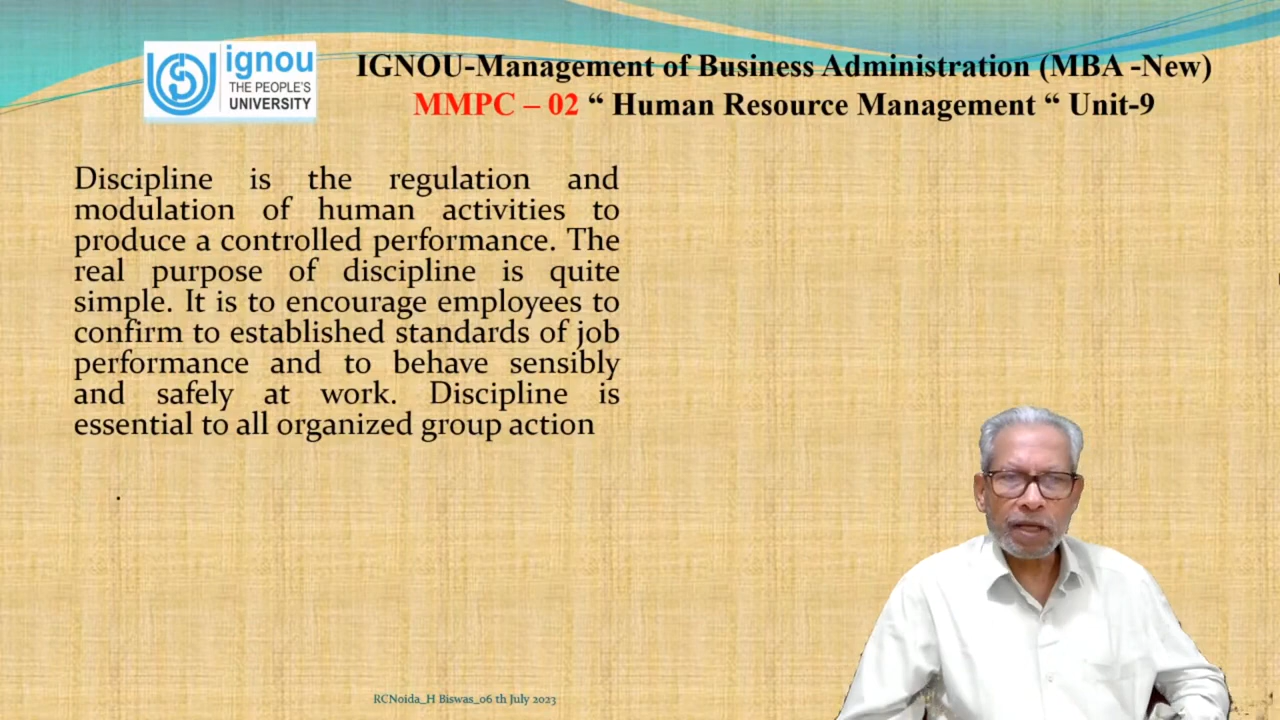 ignou
THE PEOPLE'S
UNIVERSITY
IGNOU-Management of Business Administration (MBA -New)
MMPC – 02 “ Human Resource Management “ Unit-9
Discipline is the regulation and
modulation of human activities to
produce a controlled performance. The
real purpose of discipline is quite
simple. It is to encourage employees to
confirm to established standards of job
performance and to behave sensibly
and safely at work. Discipline is
essential to all organized group action
.
RCNoida_H Biswas_06 th July 2023